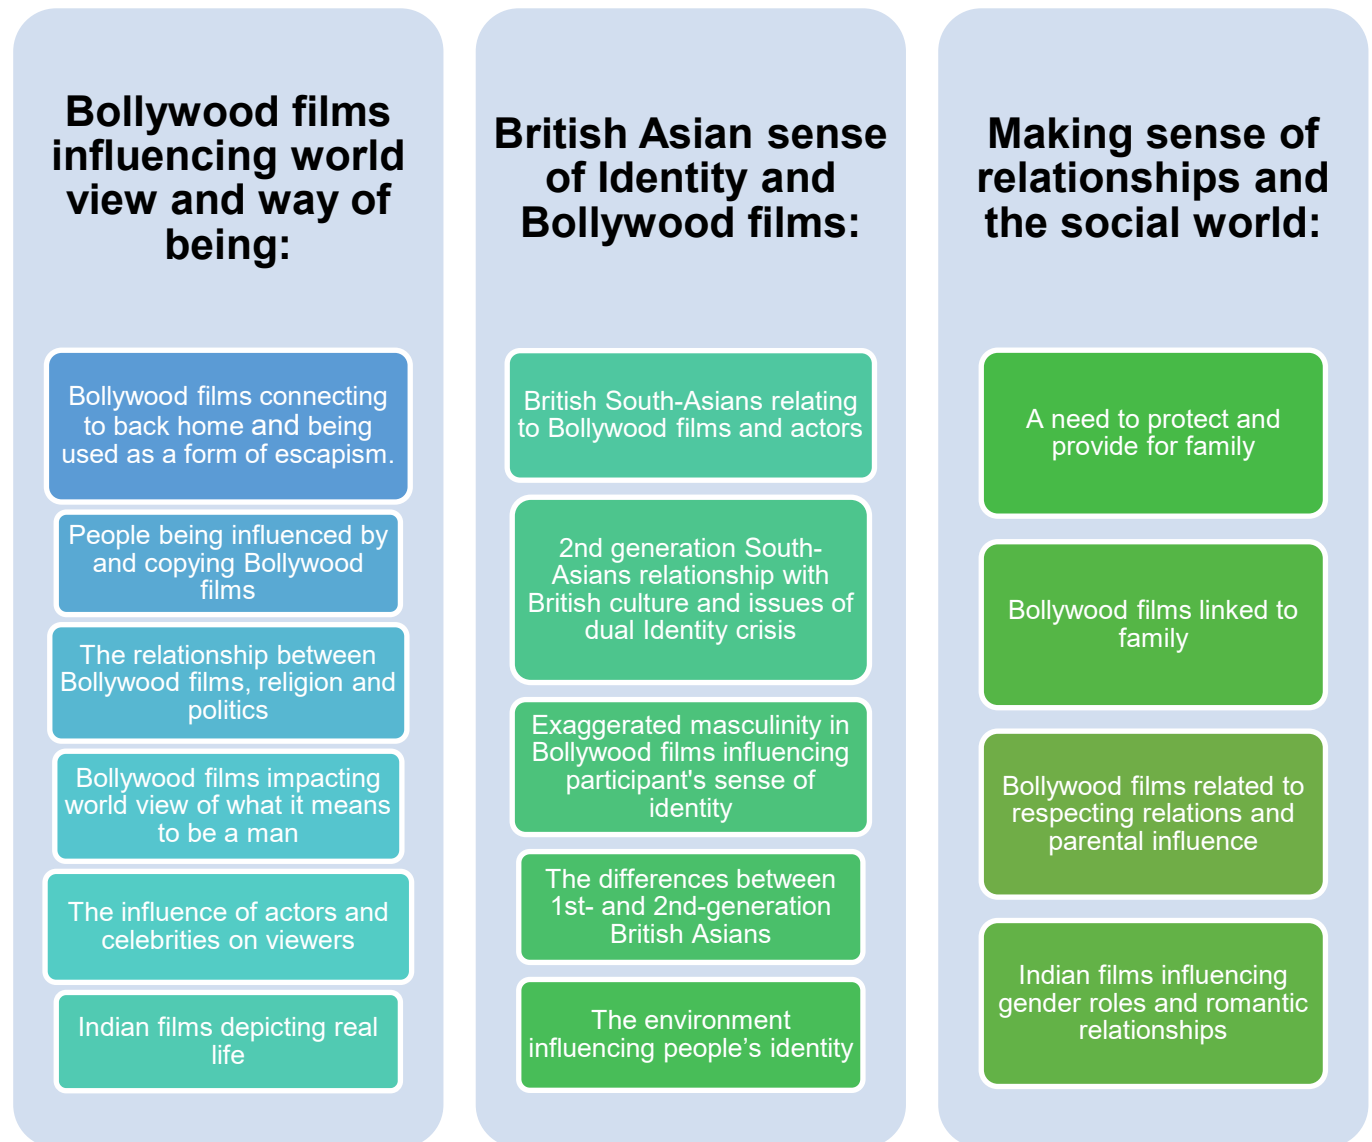 Bollywood films
influencing world
view and way of
being:
Bollywood films connecting
to back home and being
used as a form of escapism.
People being influenced by
and copying Bollywood
films
The relationship between
Bollywood films, religion and
politics
Bollywood films impacting
world view of what it means
to be a man
The influence of actors and
celebrities on viewers
Indian films depicting real
life
British Asian sense
of Identity and
Bollywood films:
British South-Asians relating
to Bollywood films and actors
2nd generation South-
Asians relationship with
British culture and issues of
dual Identity crisis
Exaggerated masculinity in
Bollywood films influencing
participant's sense of
identity
The differences between
1st- and 2nd-generation
British Asians
The environment
influencing people’s identity
Making sense of
relationships and
the social world:
A need to protect and
provide for family
Bollywood films linked to
family
Bollywood films related to
respecting relations and
parental influence
Indian films influencing
gender roles and romantic
relationships